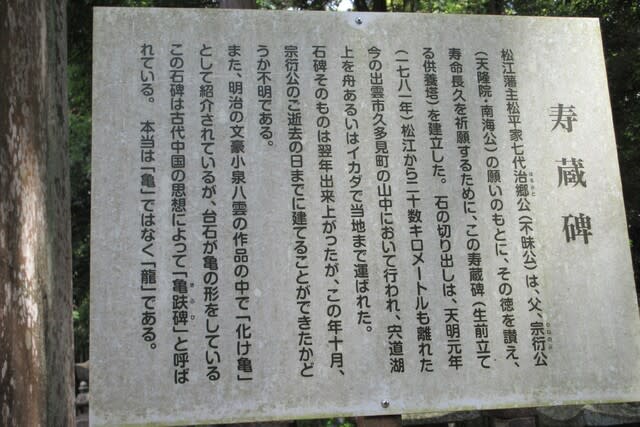 寿蔵碑
松江藩主松平家七代治郷公(不昧公)は、父、宗衍公
(天隆院・南海公)の願いのもとに、その徳を讃え、
寿命長久を祈願するために、この寿蔵碑(生前立て
る供養塔)を建立した。石の切り出しは、天明元年
(一七八一年)松江から二十数キロメートルも離れた
今の出雲市久多見町の山中において行われ、宍道湖
上を舟あるいはイカダで当地まで運ばれた。
石碑そのものは翌年出来上がったが、この年十月、
宗衍公のご逝去の日までに建てることができたかど
うか不明である。
また、明治の文豪小泉八雲の作品の中で「化け亀」
として紹介されているが、台石が亀の形をしている
この石碑は古代中国の思想によって「亀趺碑」と呼ば
れている。本当は「亀」ではなく「龍」である。